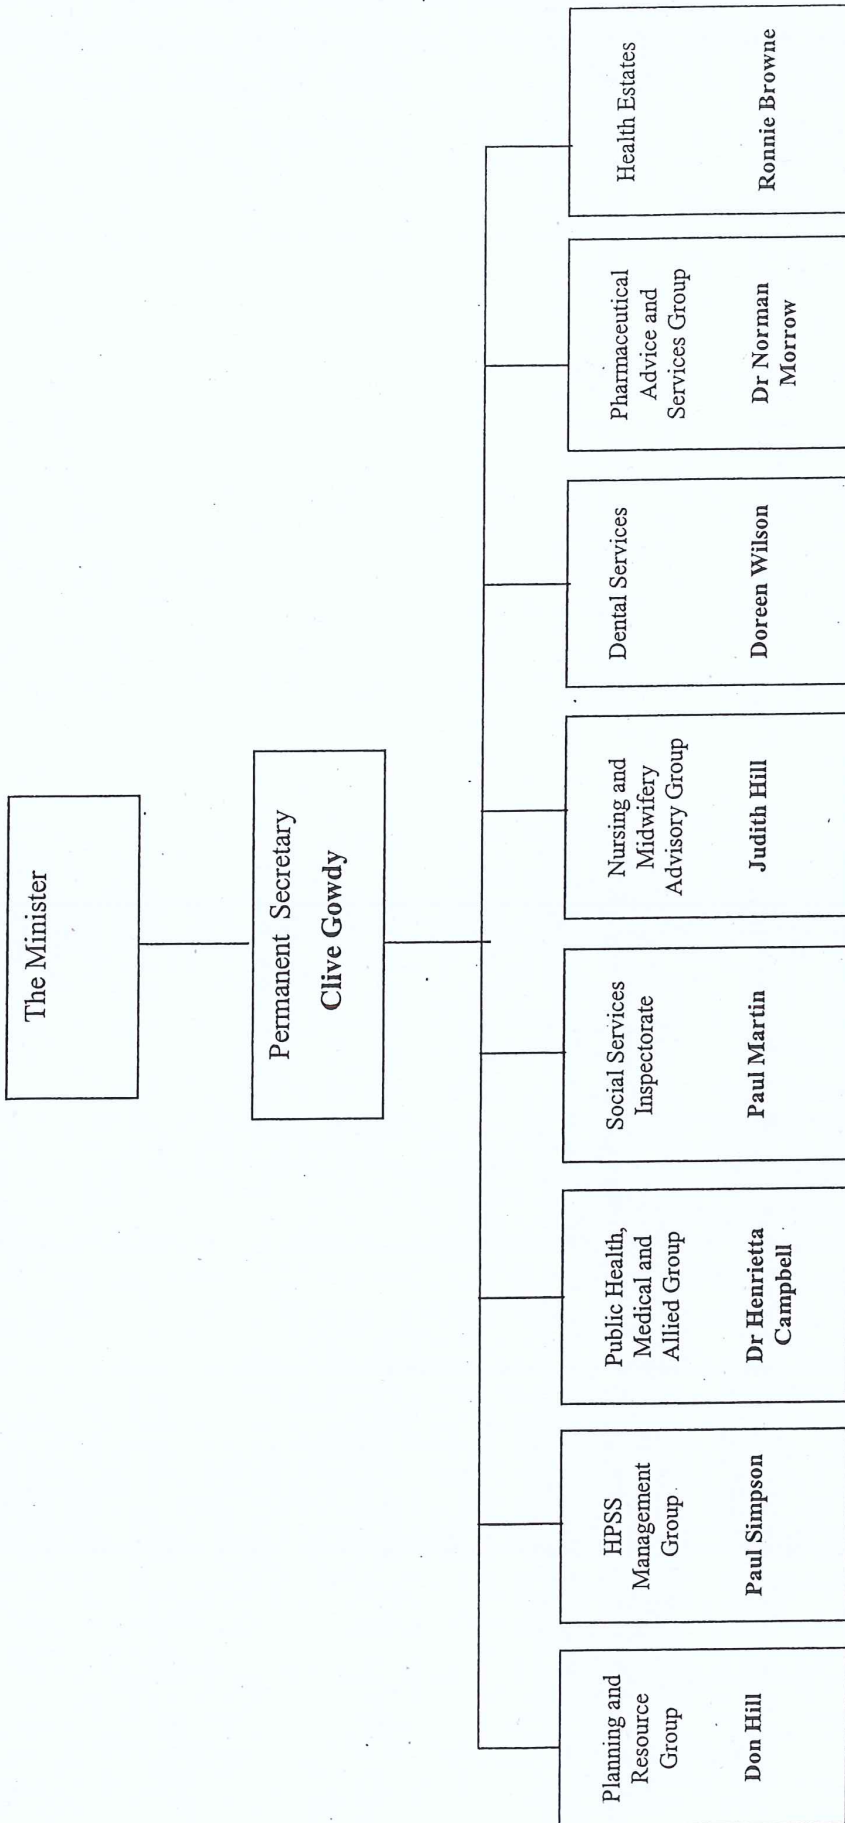 The Minister
Permanent Secretary
Clive Gowdy
Planning and
Resource
Group
Don Hill
HPSS
Management
Group
Paul Simpson
Public Health,
Medical and
Allied Group
Dr Henrietta
Campbell
Social Services
Inspectorate
Paul Martin
Nursing and
Midwifery
Advisory Group
Judith Hill
Dental Services
Doreen Wilson
Pharmaceutical
Advice and
Services Group
Dr Norman
Morrow
Health Estates
Ronnie Browne